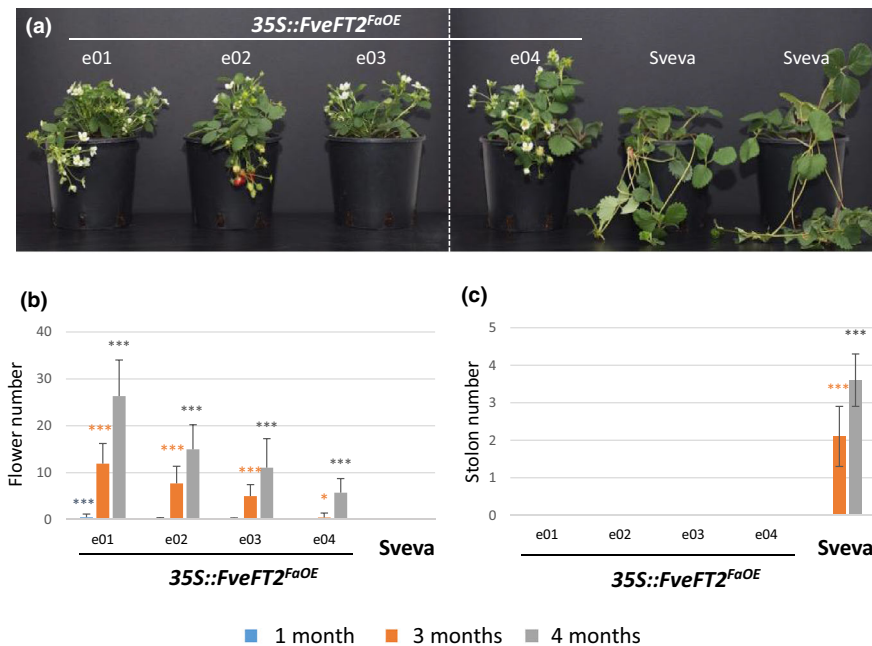 (a)
35S::FveFT2FaOE
e01 e02 e03 e04 Sveva Sveva
(b)
Flower number
40
30
20
10
0
***
***
***
***
***
***
***
*
***
e01 e02 e03 e04 Sveva
35S::FveFT2FaOE
(c)
Stolon number
5
4
3
2
1
0
***
***
e01 e02 e03 e04 Sveva
35S::FveFT2FaOE
1 month 3 months 4 months